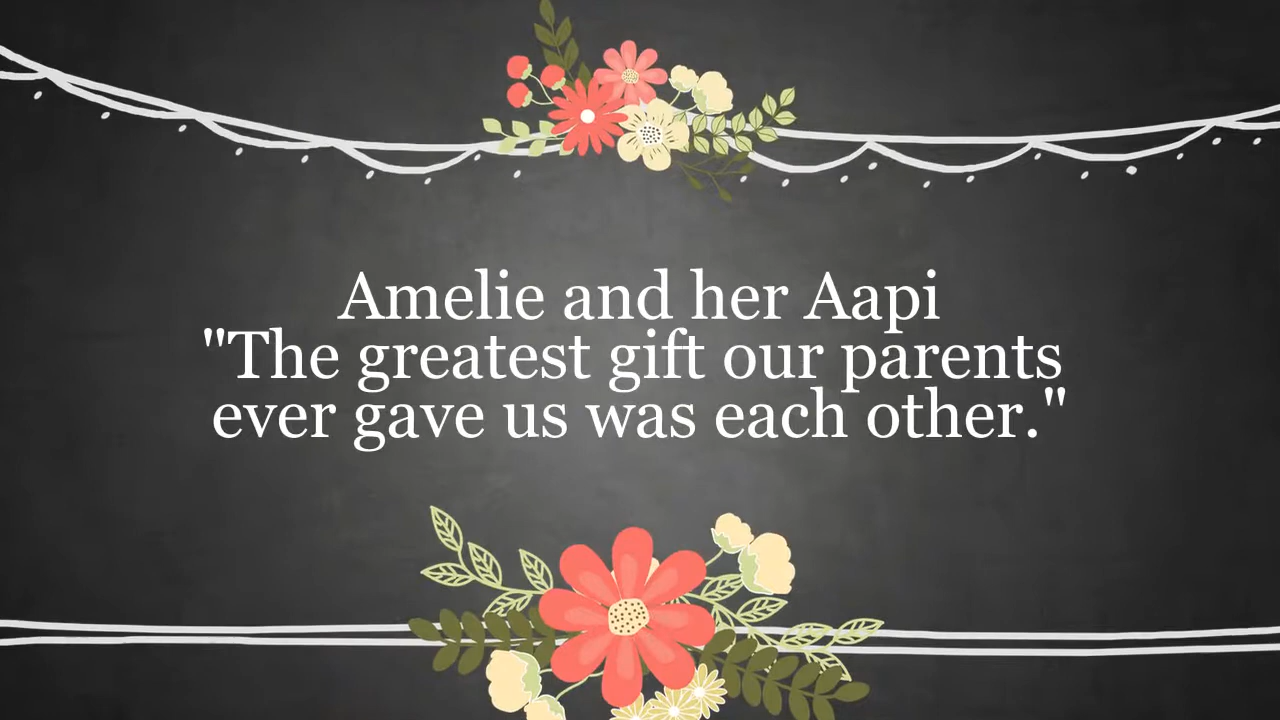 Amelie and her Aapi
"The greatest gift our parents
ever gave us was each other."